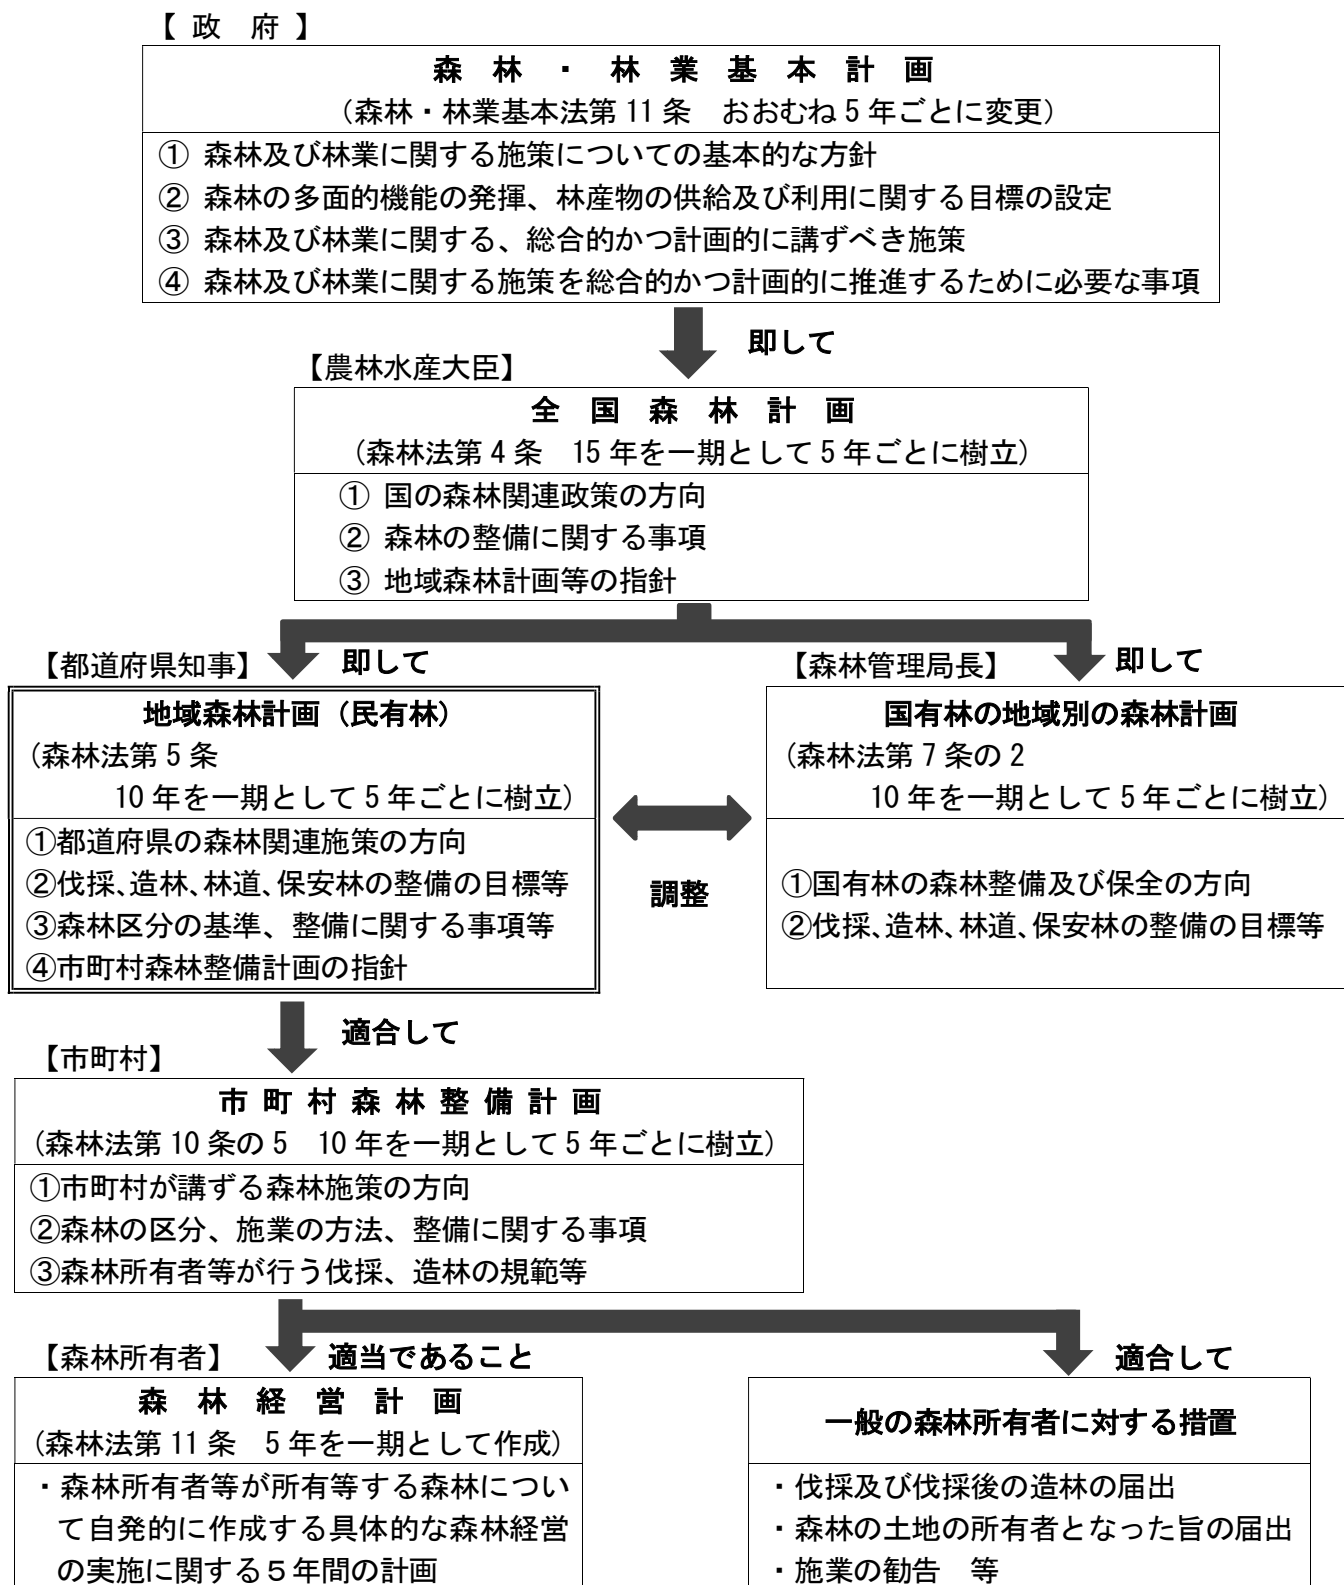 【 政　府 】
森　林　・　林　業　基　本　計　画
（森林・林業基本法第 11 条　おおむね 5 年ごとに変更）
① 森林及び林業に関する施策についての基本的な方針
② 森林の多面的機能の発揮、林産物の供給及び利用に関する目標の設定
③ 森林及び林業に関する、総合的かつ計画的に講ずべき施策
④ 森林及び林業に関する施策を総合的かつ計画的に推進するために必要な事項
即して
【農林水産大臣】
全　国　森　林　計　画
（森林法第 4 条　15 年を一期として 5 年ごとに樹立）
① 国の森林関連政策の方向
② 森林の整備に関する事項
③ 地域森林計画等の指針
【都道府県知事】
即して
地域森林計画（民有林）
（森林法第 5 条
10 年を一期として 5 年ごとに樹立）
①都道府県の森林関連施策の方向
②伐採、造林、林道、保安林の整備の目標等
③森林区分の基準、整備に関する事項等
④市町村森林整備計画の指針
調整
【森林管理局長】
即して
国有林の地域別の森林計画
（森林法第 7 条の 2
10 年を一期として 5 年ごとに樹立）
①国有林の森林整備及び保全の方向
②伐採、造林、林道、保安林の整備の目標等
適合して
【市町村】
市 町 村 森 林 整 備 計 画
（森林法第 10 条の 5　10 年を一期として 5 年ごとに樹立）
①市町村が講ずる森林施策の方向
②森林の区分、施業の方法、整備に関する事項
③森林所有者等が行う伐採、造林の規範等
【森林所有者】
適当であること
森　林　経　営　計　画
（森林法第 11 条　5 年を一期として作成）
・森林所有者等が所有等する森林につい
て自発的に作成する具体的な森林経営
の実施に関する５年間の計画
適合して
一般の森林所有者に対する措置
・伐採及び伐採後の造林の届出
・森林の土地の所有者となった旨の届出
・施業の勧告　等